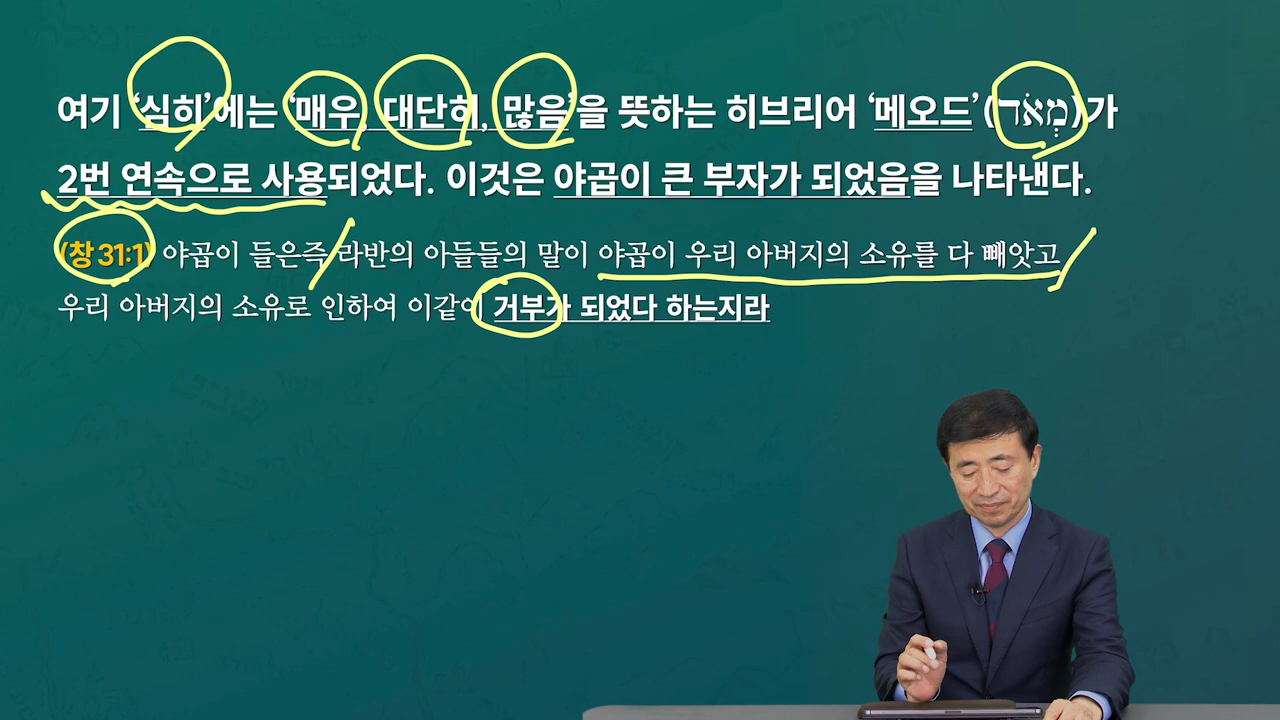 여기 ‘심히’에는 ‘매우, 대단히, 많음’을 뜻하는 히브리어 ‘메오드’(מְאֹד)가
2번 연속으로 사용되었다. 이것은 야곱이 큰 부자가 되었음을 나타낸다.
(창 31:1) 야곱이 들은즉 라반의 아들들의 말이 야곱이 우리 아버지의 소유를 다 빼앗고
우리 아버지의 소유로 인하여 이같이 거부가 되었다 하는지라